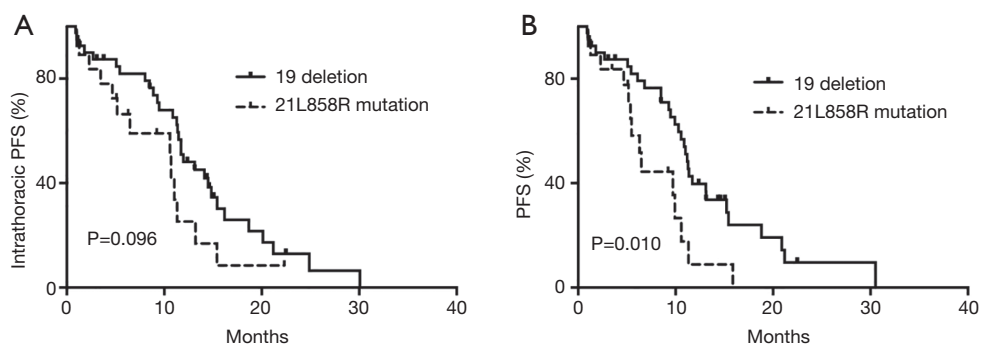 A
Intrathoracic PFS (%)
80
40
0
19 deletion
21L858R mutation
P=0.096
0 10 20 30 40
Months
B
PFS (%)
80
40
0
19 deletion
21L858R mutation
P=0.010
0 10 20 30 40
Months